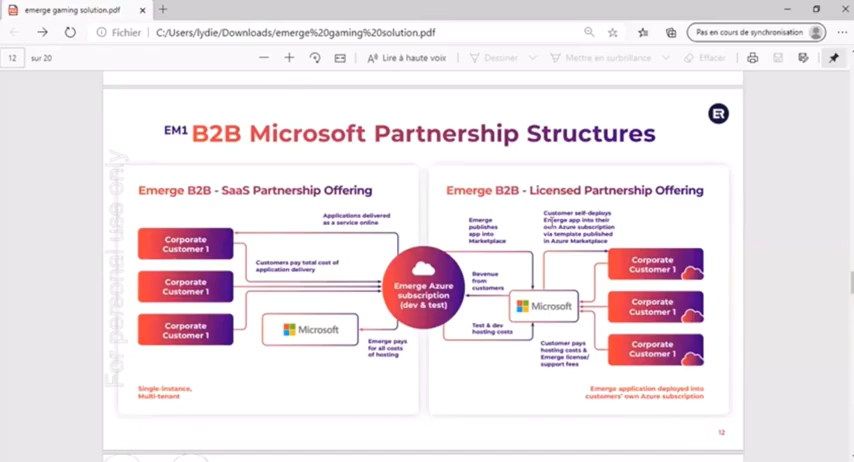 emerge gaming solution.pdf
Fichier
C:/Users/lydie/Downloads/emerge%20gaming%20solution.pdf
Pas en cours de synchronisation
12
sur 20
Lire à haute voix
Dessiner
Mettre en surbrillance
Effacer
For personal use only
ER
EM1 B2B Microsoft Partnership Structures
Emerge B2B - SaaS Partnership Offering
Applications delivered
as a service online
Corporate
Customer 1
Customers pay total cost of
application delivery
Corporate
Customer 1
Corporate
Customer 1
Microsoft
Emerge pays
for all costs
of hosting
Single-instance,
Multi-tenant
Emerge Azure
subscription
(dev & test)
Emerge B2B - Licensed Partnership Offering
Emerge
publishes
app into
Marketplace
Customer self-deploys
Emerge app into their
own Azure subscription
via template published
in Azure Marketplace
Revenue
from
customers
Microsoft
Test & dev
hosting costs
Customer pays
hosting costs &
Emerge license/
support fees
Corporate
Customer 1
Corporate
Customer 1
Corporate
Customer 1
Emerge application deployed into
customers' own Azure subscription
12